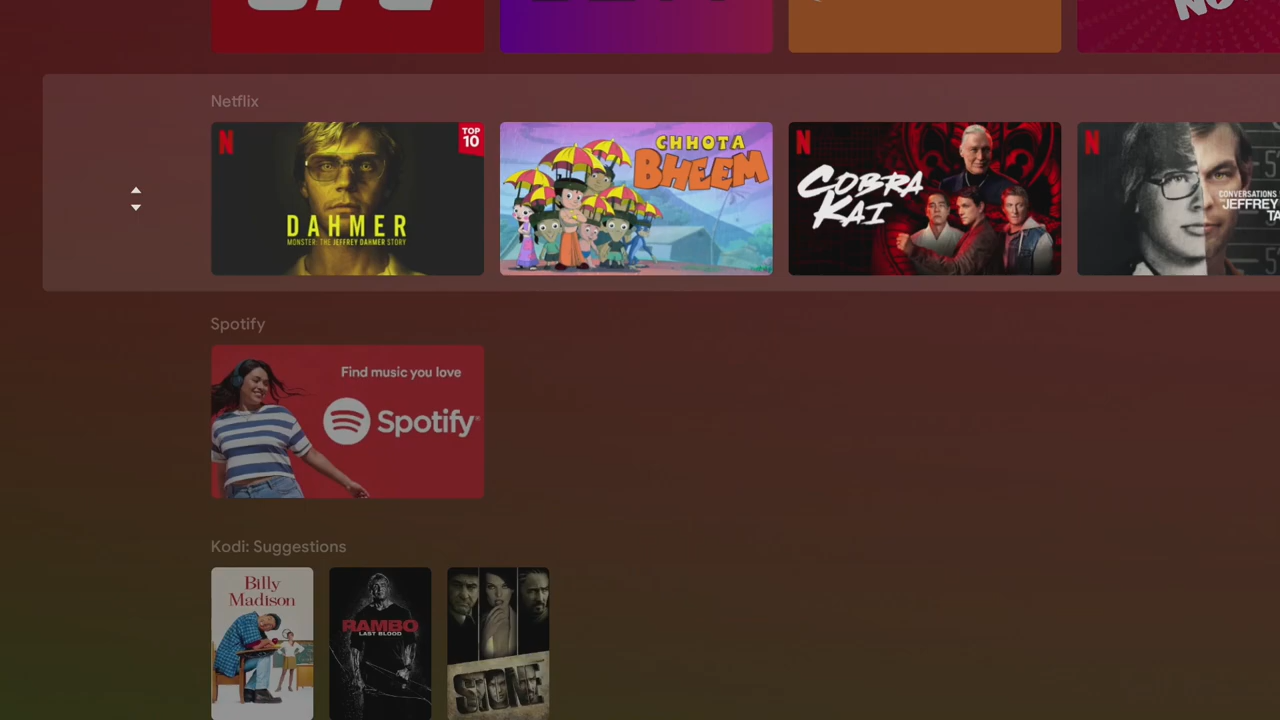 Netflix
N
TOP
10
DAHMER
MONSTER: THE JEFFREY DAHMER STORY
CHHOTA
BHEEM
N
COBRA
KAI
N
CONVERSATIONS
JEFFREY
TA
Spotify
Find music you love
Spotify
Kodi: Suggestions
Billy
Madison
RAMBO
LAST BLOOD
STONE